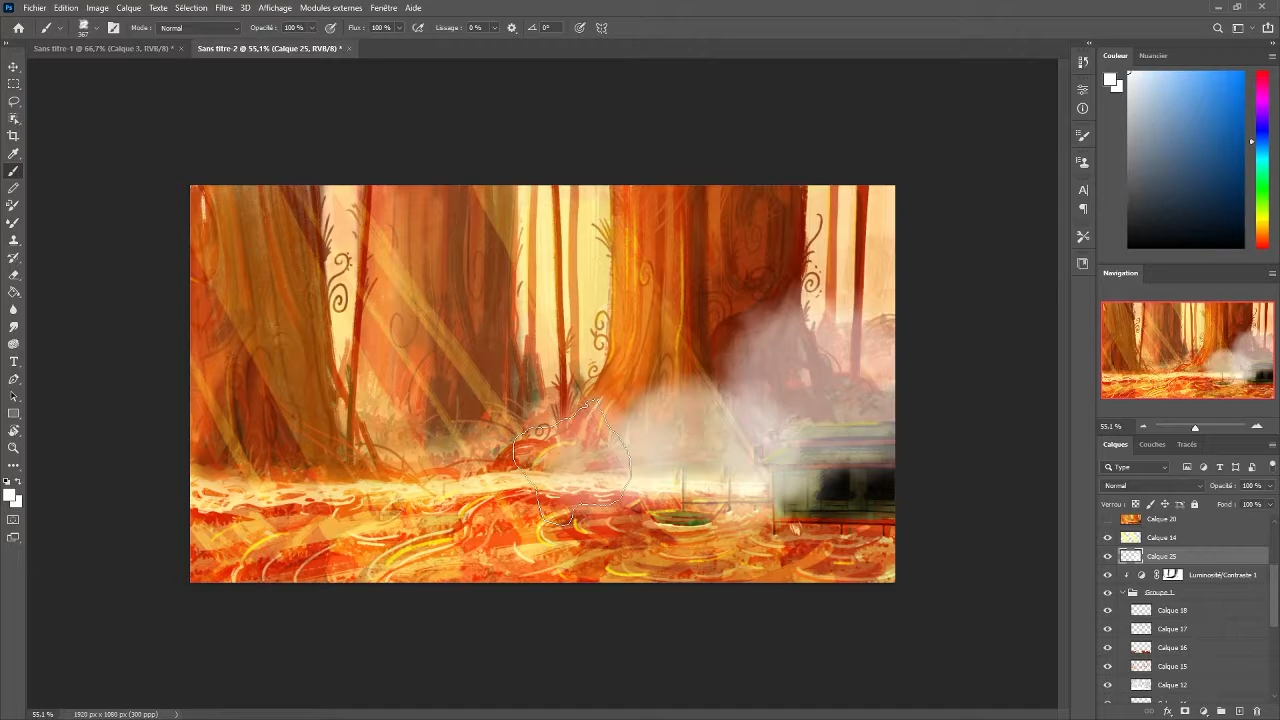 Ps Fichier Edition Image Calque Texte Sélection Filtre 3D Affichage Modules externes Fenêtre Aide
367 Mode : Normal Opacité : 100 % Flux : 100 % Lissage : 0 % 0°
Sans titre-1 @ 66,7% (Calque 3, RVB/8) * × Sans titre-2 @ 55,1% (Calque 25, RVB/8) * ×
Couleur Nuancier
Navigation
55.1 %
Calques Couches Tracés
Type
Normal Opacité : 100 %
Verrou : Fond : 100 %
Calque 20
Calque 14
Calque 25
Luminosité/Contraste 1
Groupe 1
Calque 18
Calque 17
Calque 16
Calque 15
Calque 12
55.1 % 1920 px x 1080 px (300 ppp)